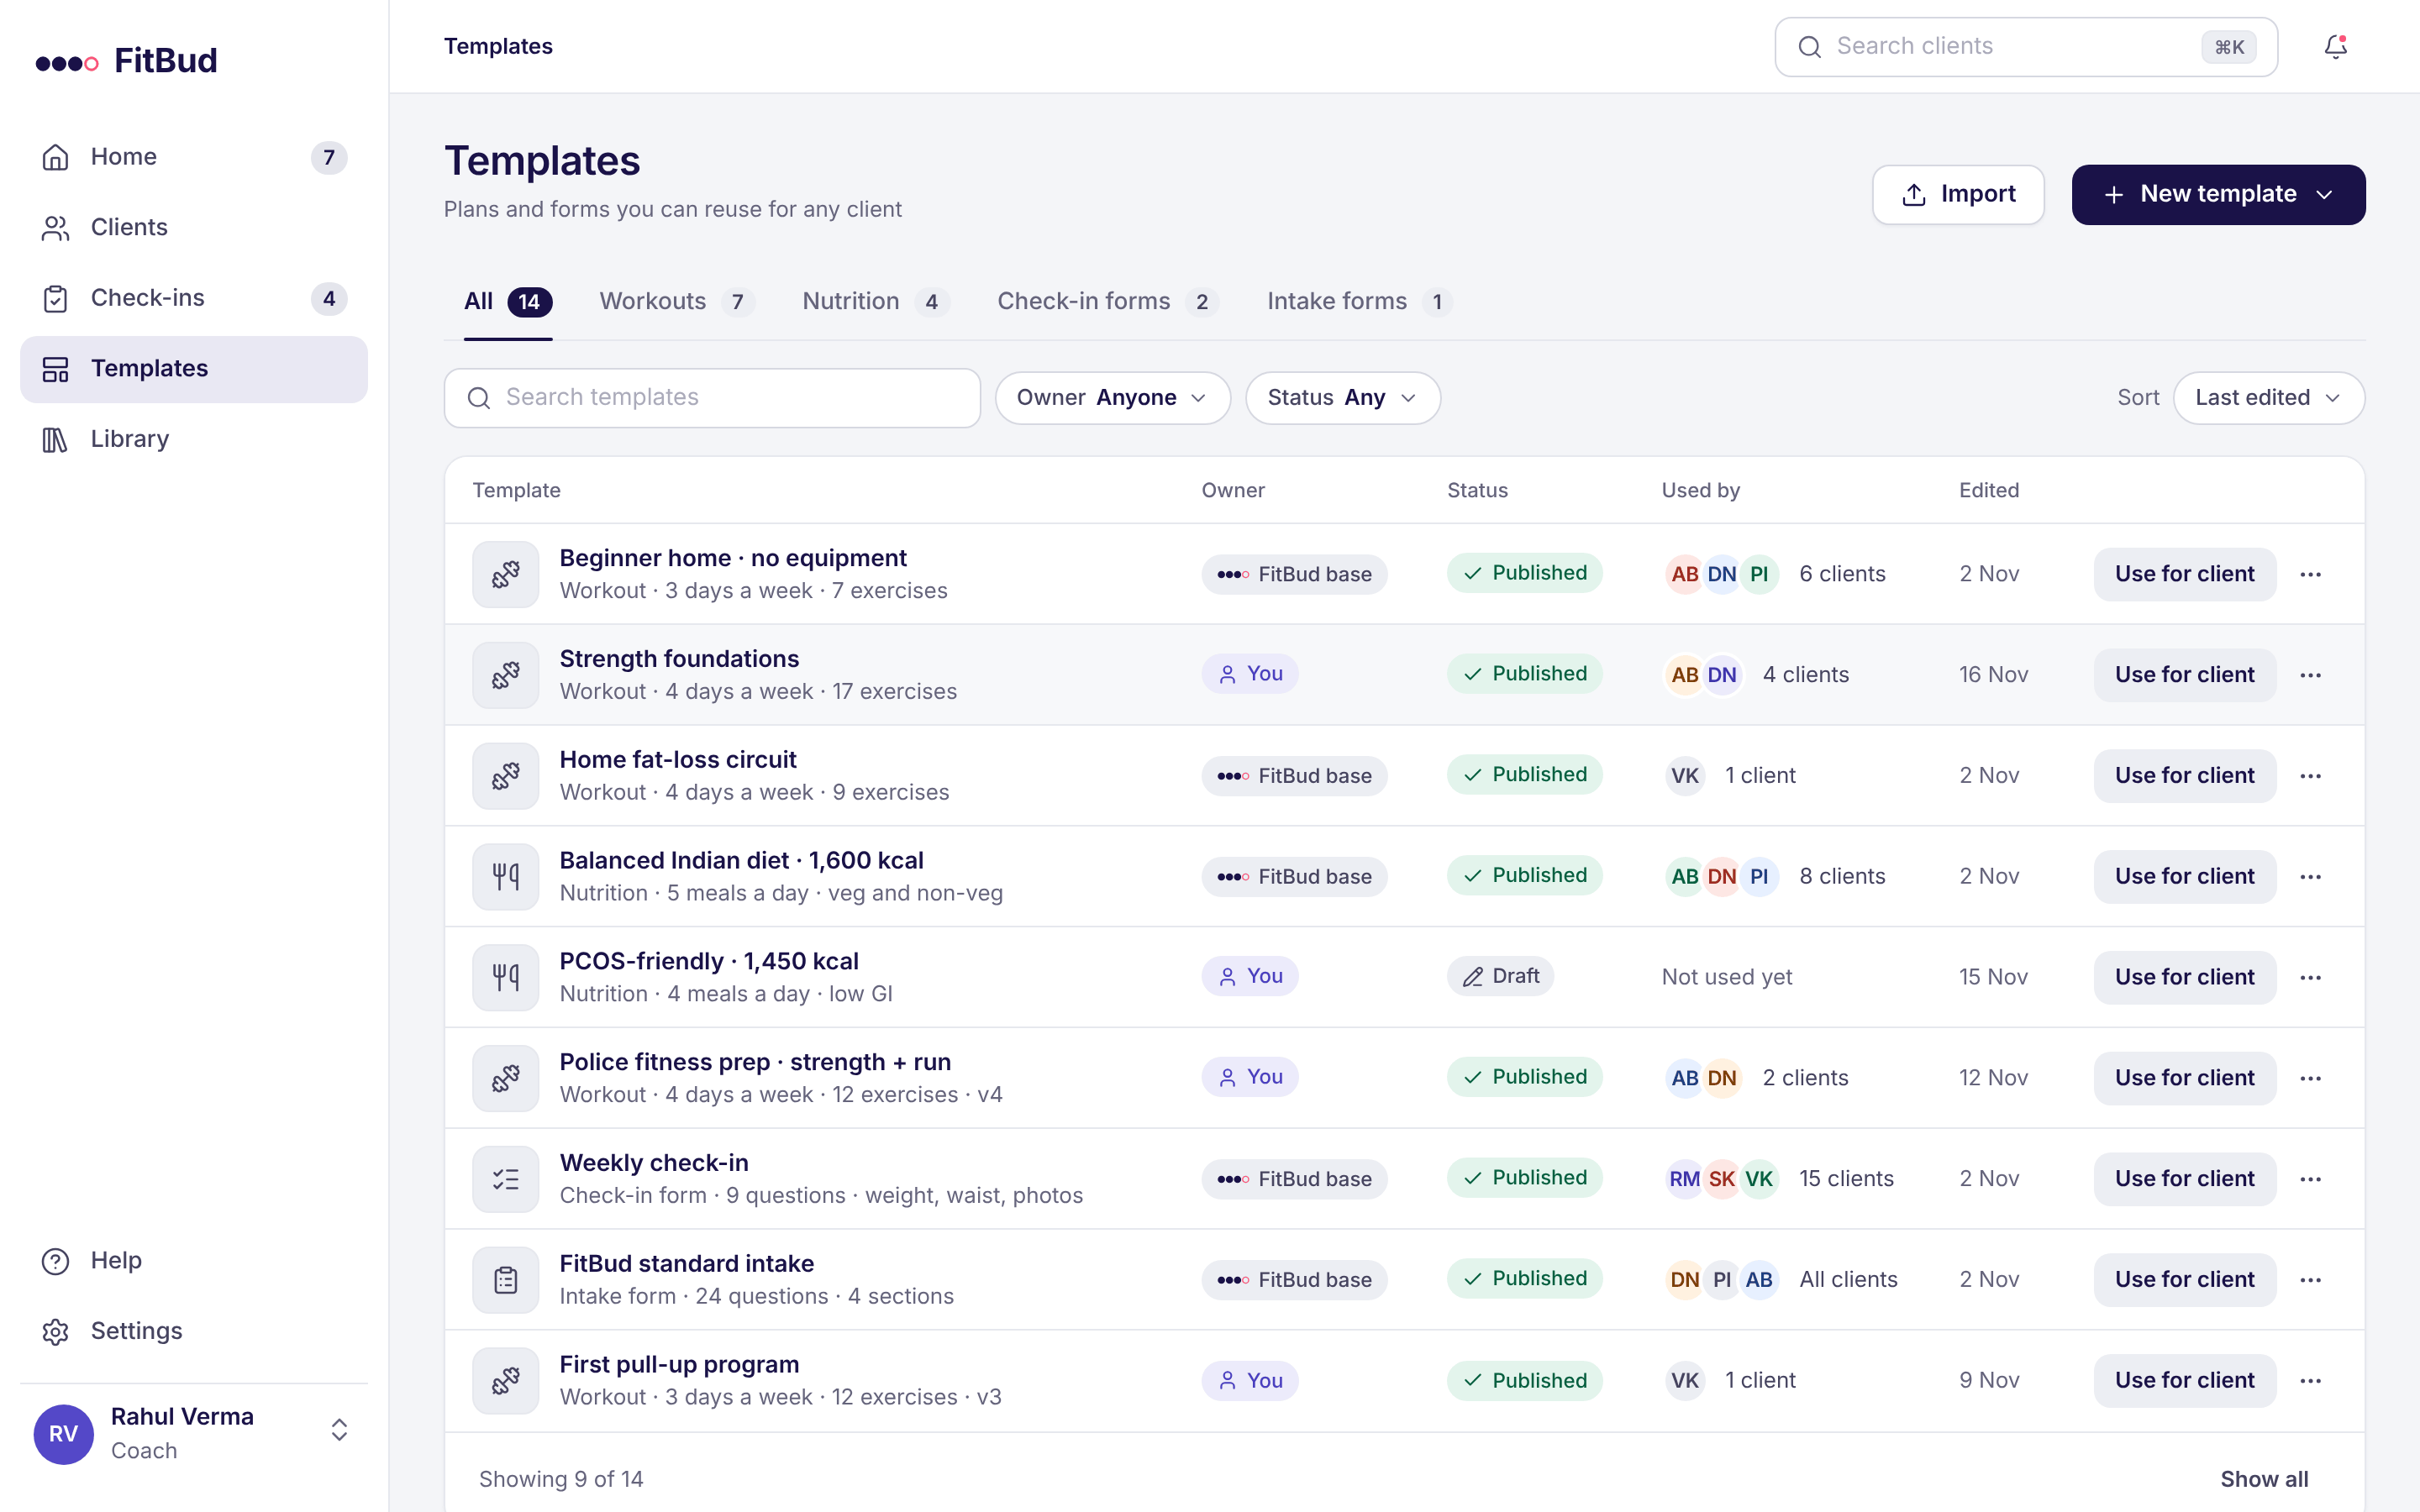 FitBud
Home 7
Clients
Check-ins 4
Templates
Library
Help
Settings
RV Rahul Verma
Coach
Templates
Search clients ⌘K
Templates
Plans and forms you can reuse for any client
Import
New template
All 14 Workouts 7 Nutrition 4 Check-in forms 2 Intake forms 1
Search templates Owner Anyone Status Any Sort Last edited
Template Owner Status Used by Edited
Beginner home · no equipment
Workout · 3 days a week · 7 exercises
FitBud base Published AB DN PI 6 clients 2 Nov Use for client
Strength foundations
Workout · 4 days a week · 17 exercises
You Published AB DN 4 clients 16 Nov Use for client
Home fat-loss circuit
Workout · 4 days a week · 9 exercises
FitBud base Published VK 1 client 2 Nov Use for client
Balanced Indian diet · 1,600 kcal
Nutrition · 5 meals a day · veg and non-veg
FitBud base Published AB DN PI 8 clients 2 Nov Use for client
PCOS-friendly · 1,450 kcal
Nutrition · 4 meals a day · low GI
You Draft Not used yet 15 Nov Use for client
Police fitness prep · strength + run
Workout · 4 days a week · 12 exercises · v4
You Published AB DN 2 clients 12 Nov Use for client
Weekly check-in
Check-in form · 9 questions · weight, waist, photos
FitBud base Published RM SK VK 15 clients 2 Nov Use for client
FitBud standard intake
Intake form · 24 questions · 4 sections
FitBud base Published DN PI AB All clients 2 Nov Use for client
First pull-up program
Workout · 3 days a week · 12 exercises · v3
You Published VK 1 client 9 Nov Use for client
Showing 9 of 14 Show all